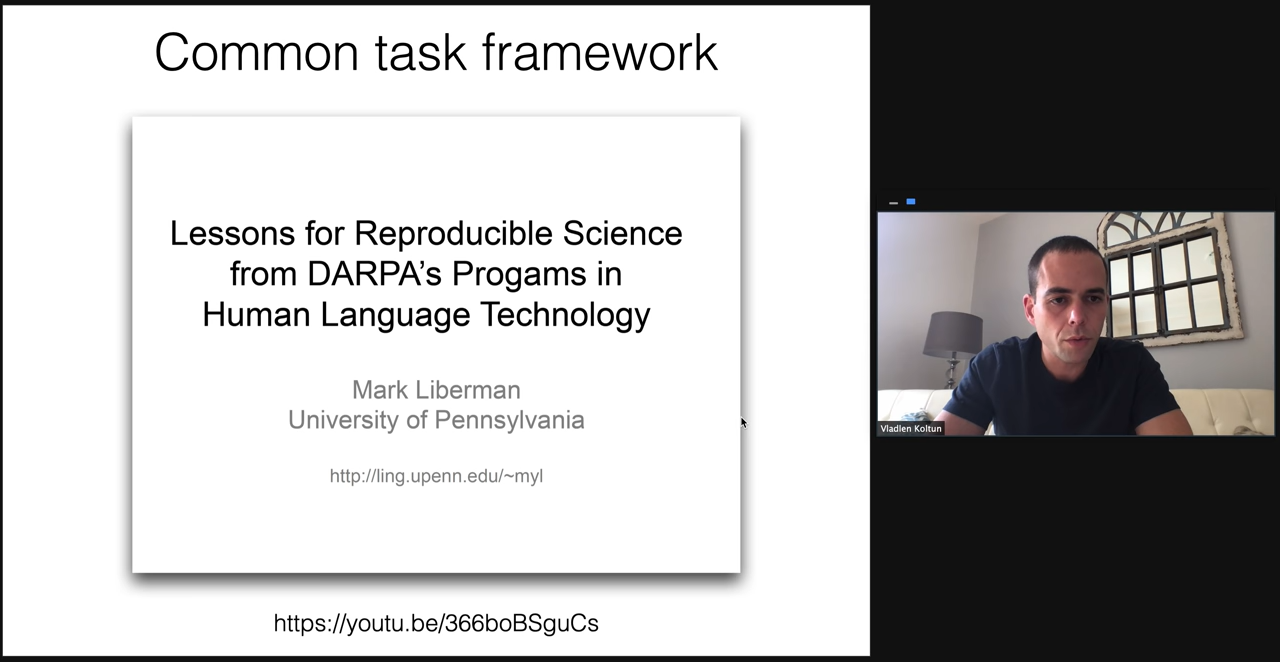 Common task framework
Lessons for Reproducible Science
from DARPA's Progams in
Human Language Technology
Mark Liberman
University of Pennsylvania
http://ling.upenn.edu/~myl
https://youtu.be/366boBSguCs
Vladlen Koltun